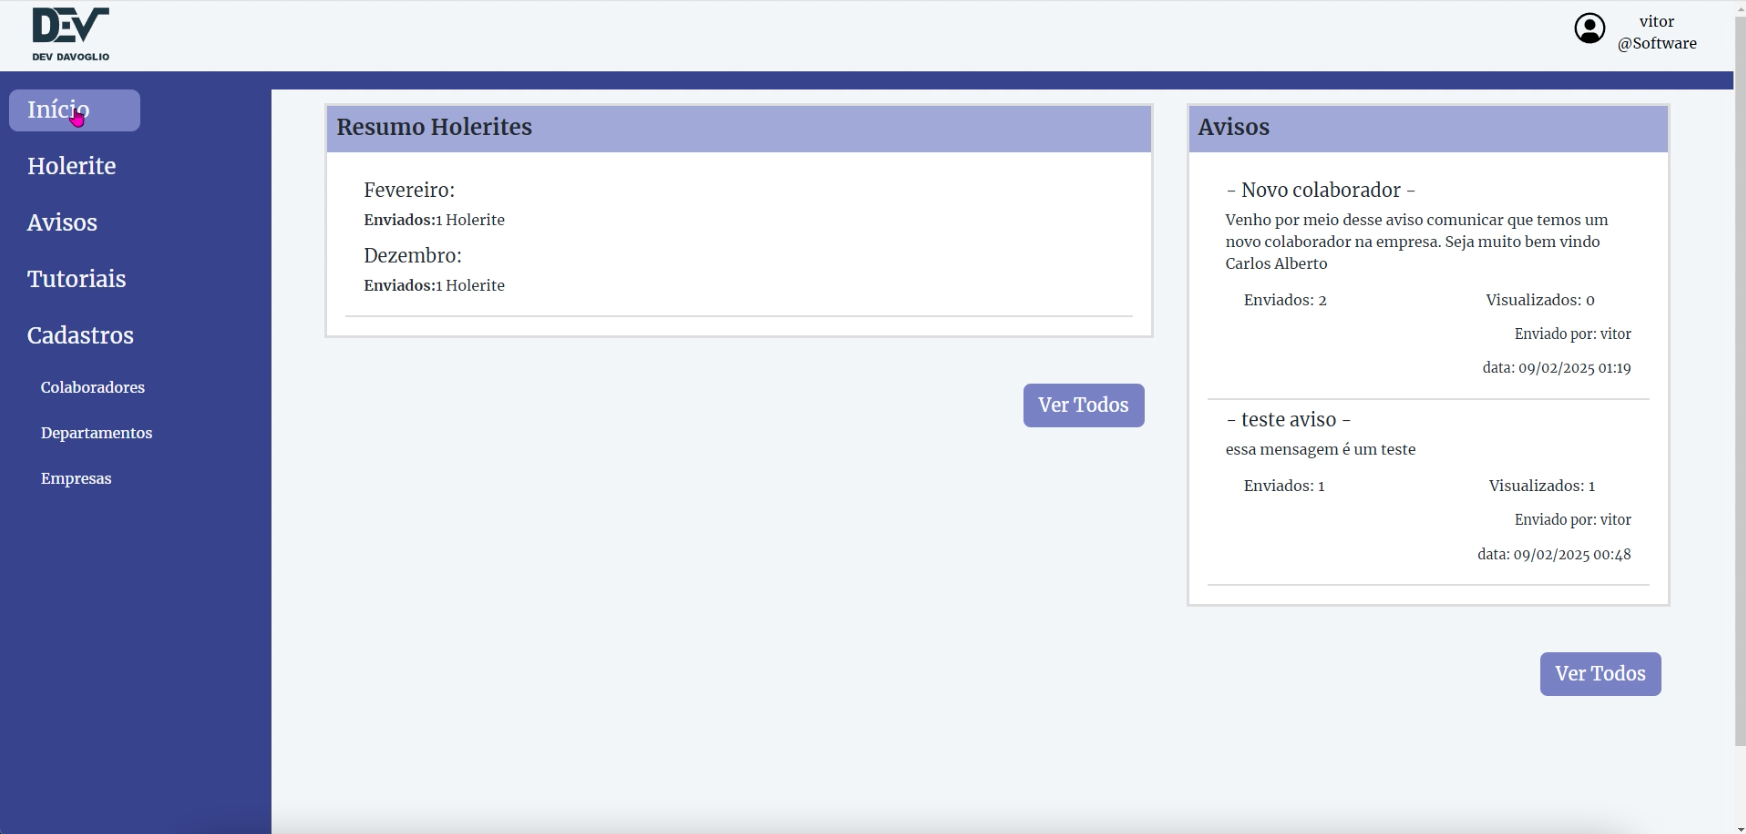 DEV
DEV DAVOGLIO
vitor
@Software
Início
Holerite
Avisos
Tutoriais
Cadastros
Colaboradores
Departamentos
Empresas
Resumo Holerites
Fevereiro:
Enviados:1 Holerite
Dezembro:
Enviados:1 Holerite
Ver Todos
Avisos
- Novo colaborador -
Venho por meio desse aviso comunicar que temos um
novo colaborador na empresa. Seja muito bem vindo
Carlos Alberto
Enviados: 2 Visualizados: 0
Enviado por: vitor
data: 09/02/2025 01:19
- teste aviso -
essa mensagem é um teste
Enviados: 1 Visualizados: 1
Enviado por: vitor
data: 09/02/2025 00:48
Ver Todos